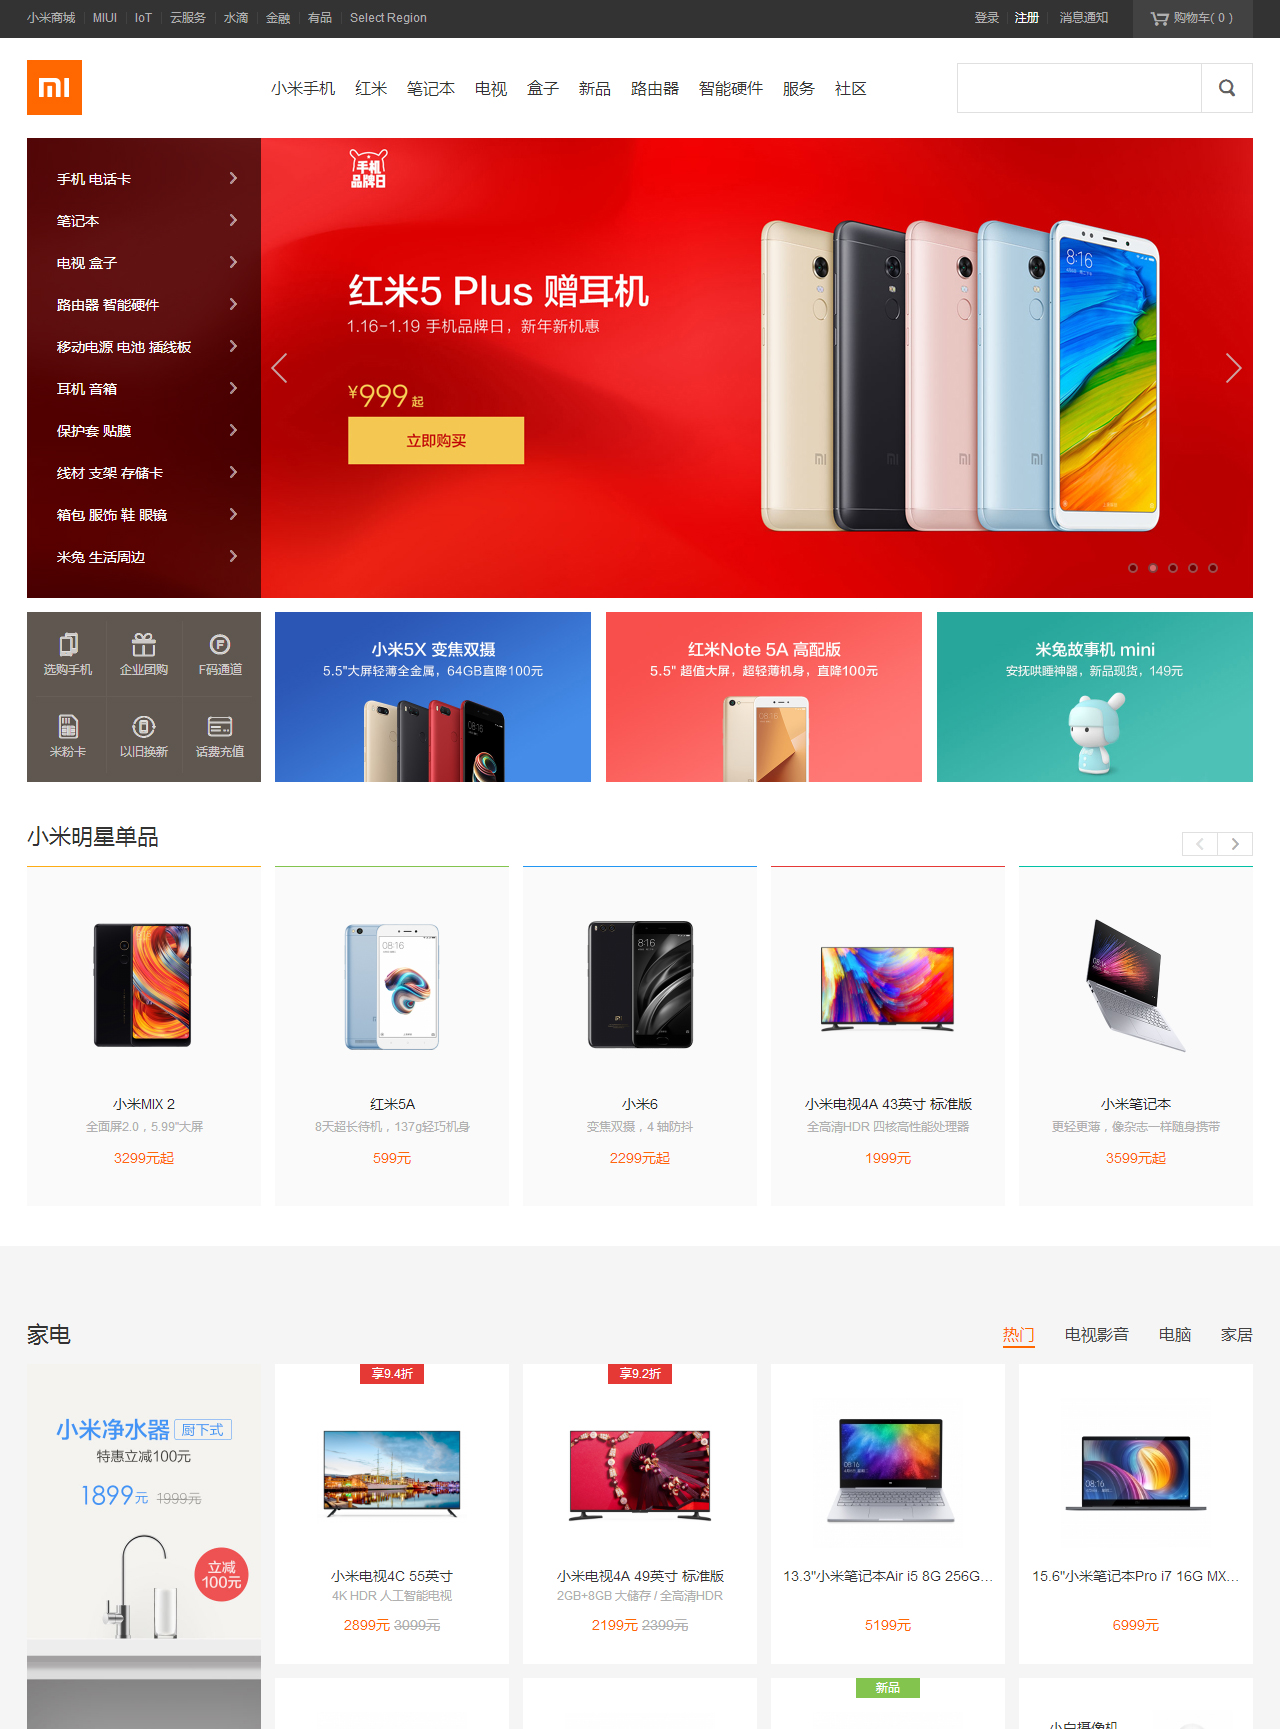 小米商城 MIUI IoT 云服务 水滴 金融 有品 Select Region
登录 注册 消息通知 购物车( 0 )
小米手机 红米 笔记本 电视 盒子 新品 路由器 智能硬件 服务 社区
手机 电话卡
笔记本
电视 盒子
路由器 智能硬件
移动电源 电池 插线板
耳机 音箱
保护套 贴膜
线材 支架 存储卡
箱包 服饰 鞋 眼镜
米兔 生活周边
手机
品牌日
红米5 Plus 赠耳机
1.16-1.19 手机品牌日，新年新机惠
¥999起
立即购买
8:16
选购手机 企业团购 F码通道
米粉卡 以旧换新 话费充值
小米5X 变焦双摄
5.5"大屏轻薄全金属，64GB直降100元
红米Note 5A 高配版
5.5" 超值大屏，超轻薄机身，直降100元
米兔故事机 mini
安抚哄睡神器，新品现货，149元
小米明星单品
小米MIX 2
全面屏2.0，5.99"大屏
3299元起
红米5A
8天超长待机，137g轻巧机身
599元
小米6
变焦双摄，4 轴防抖
2299元起
小米电视4A 43英寸 标准版
全高清HDR 四核高性能处理器
1999元
小米笔记本
更轻更薄，像杂志一样随身携带
3599元起
家电
热门 电视影音 电脑 家居
小米净水器 厨下式
特惠立减100元
1899元 1999元
立减
100元
享9.4折
小米电视4C 55英寸
4K HDR 人工智能电视
2899元 3099元
享9.2折
小米电视4A 49英寸 标准版
2GB+8GB 大储存 / 全高清HDR
2199元 2399元
13.3"小米笔记本Air i5 8G 256G...
5199元
15.6"小米笔记本Pro i7 16G MX...
6999元
新品
小白摄像机